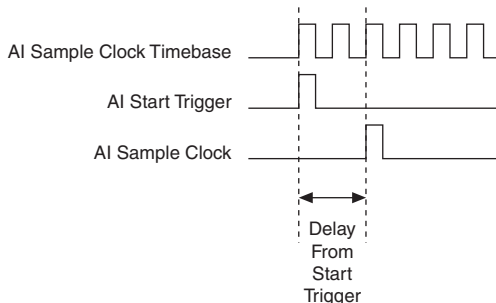 AI Sample Clock Timebase
AI Start Trigger
AI Sample Clock
Delay
From
Start
Trigger